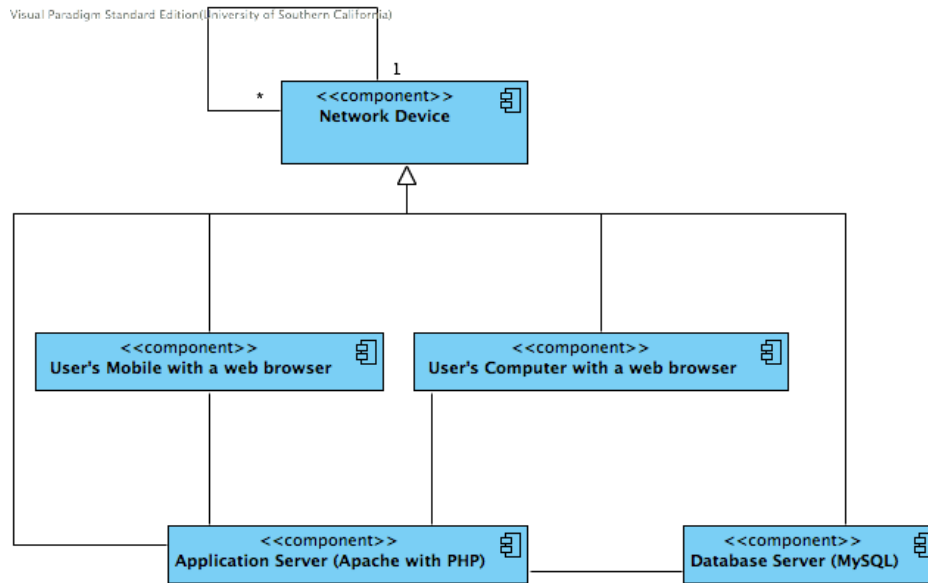 Visual Paradigm Standard Edition(University of Southern California)
1
*
<<component>>
Network Device
<<component>>
User's Mobile with a web browser
<<component>>
User's Computer with a web browser
<<component>>
Application Server (Apache with PHP)
<<component>>
Database Server (MySQL)